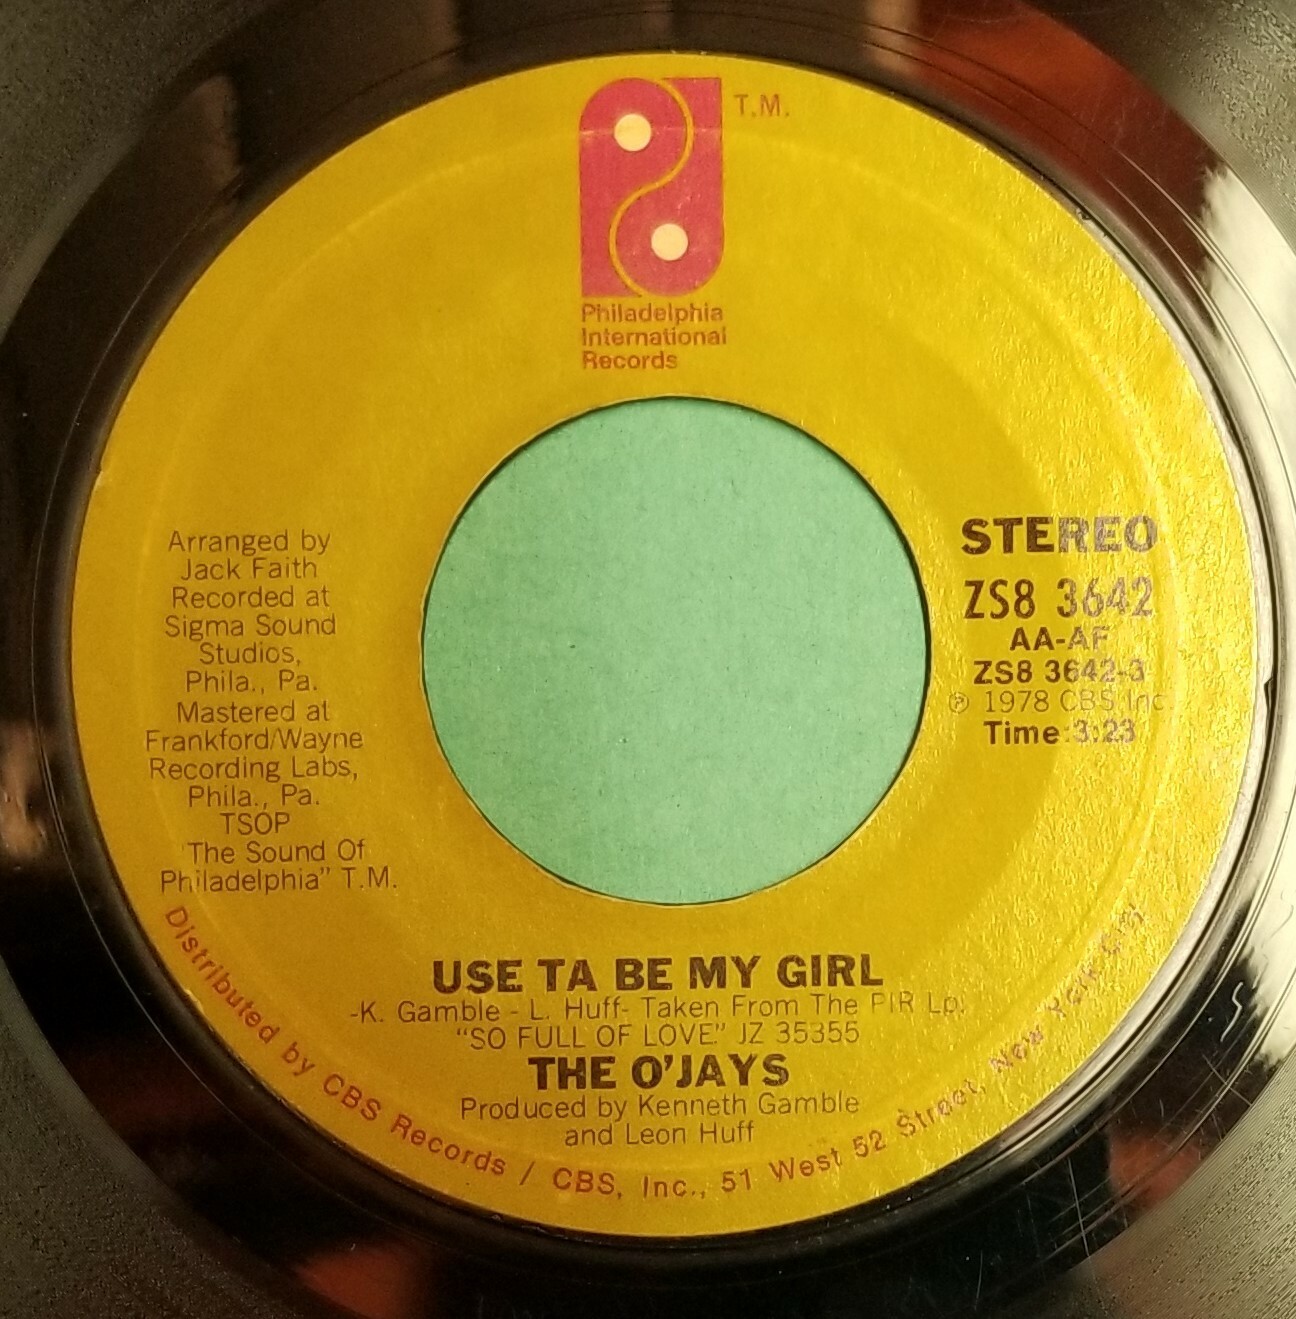 T.M.
Philadelphia
International
Records
Arranged by
Jack Faith
Recorded at
Sigma Sound
Studios,
Phila., Pa.
Mastered at
Frankford/Wayne
Recording Labs,
Phila., Pa.
TSOP
"The Sound Of
Philadelphia" T.M.
STEREO
ZS8 3642
AA-AF
ZS8 3642-3
℗ 1978 CBS Inc.
Time:3:23
USE TA BE MY GIRL
-K. Gamble - L. Huff- Taken From The PIR Lp.
"SO FULL OF LOVE" JZ 35355
THE O'JAYS
Produced by Kenneth Gamble
and Leon Huff
Distributed by CBS Records / CBS, Inc., 51 West 52 Street, New York City